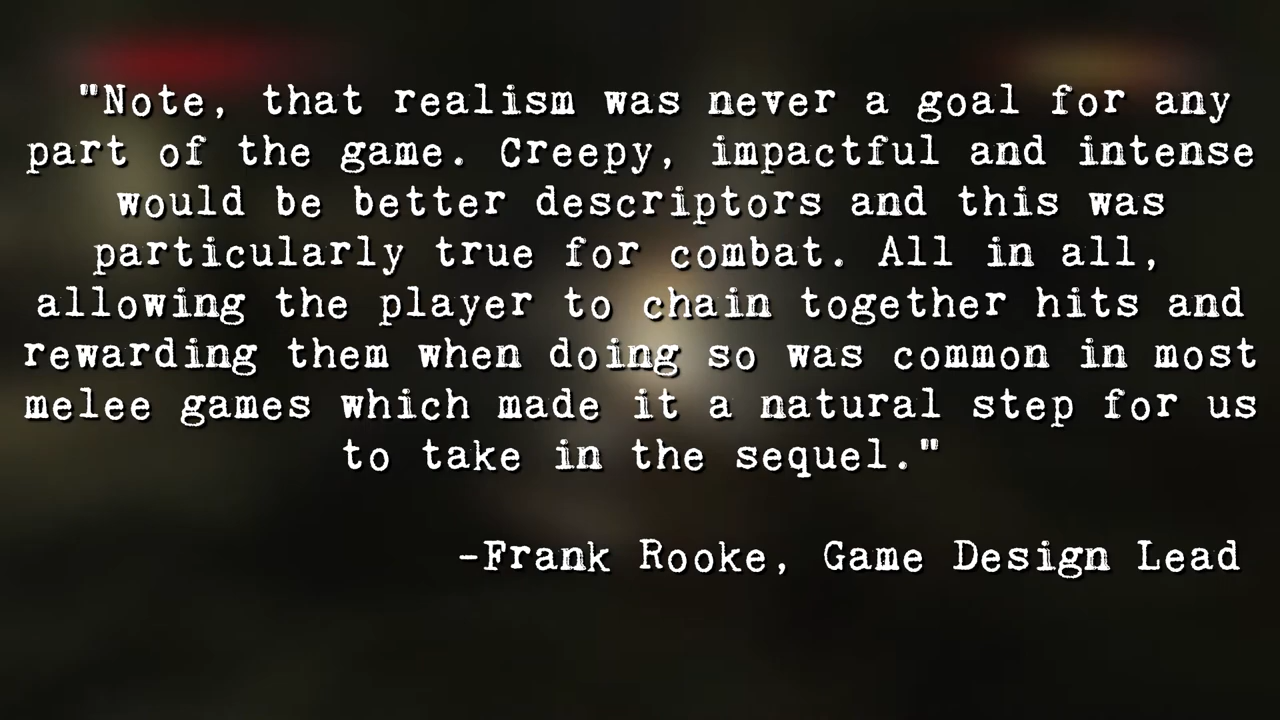 "Note, that realism was never a goal for any
part of the game. Creepy, impactful and intense
would be better descriptors and this was
particularly true for combat. All in all,
allowing the player to chain together hits and
rewarding them when doing so was common in most
melee games which made it a natural step for us
to take in the sequel."
-Frank Rooke, Game Design Lead